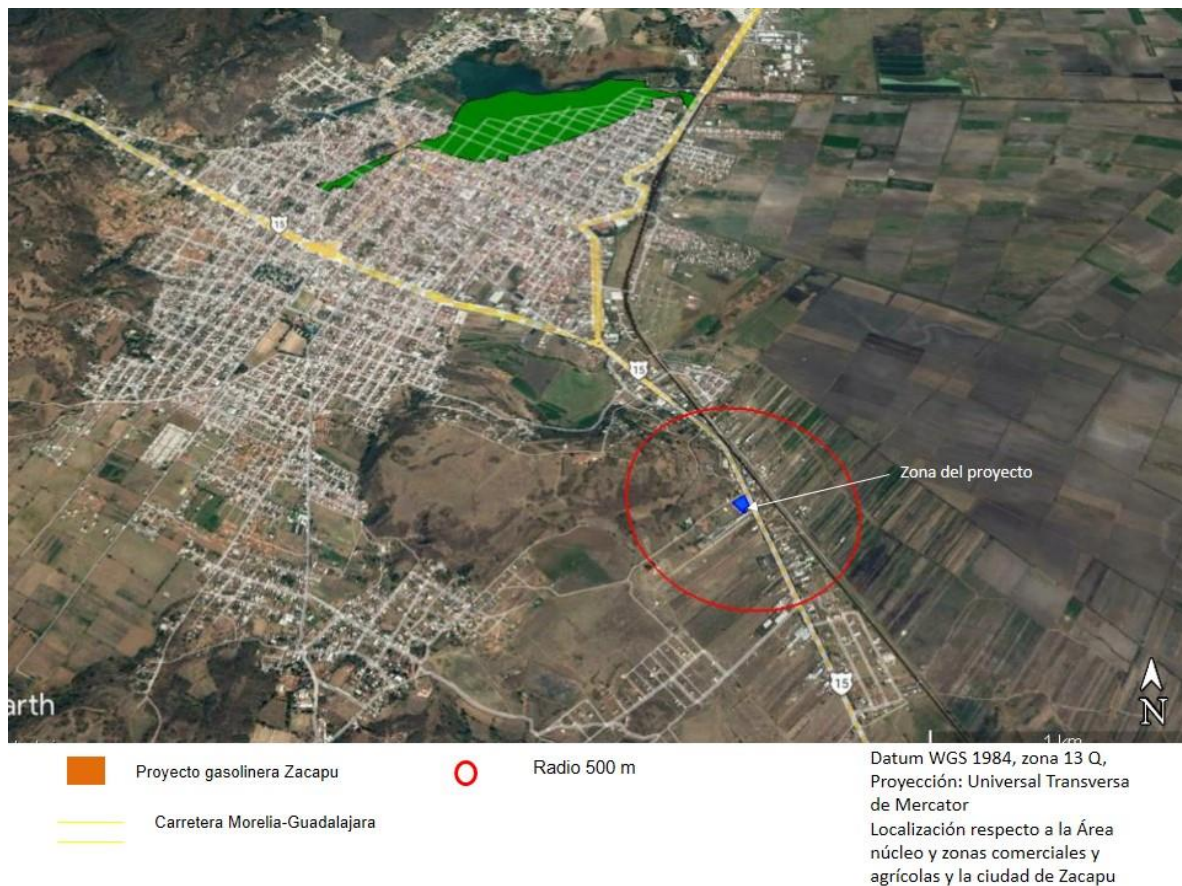 15
15
Zona del proyecto
15
arth
N
1 km
Proyecto gasolinera Zacapu
Radio 500 m
Carretera Morelia-Guadalajara
Datum WGS 1984, zona 13 Q,
Proyección: Universal Transversa
de Mercator
Localización respecto a la Área
núcleo y zonas comerciales y
agrícolas y la ciudad de Zacapu